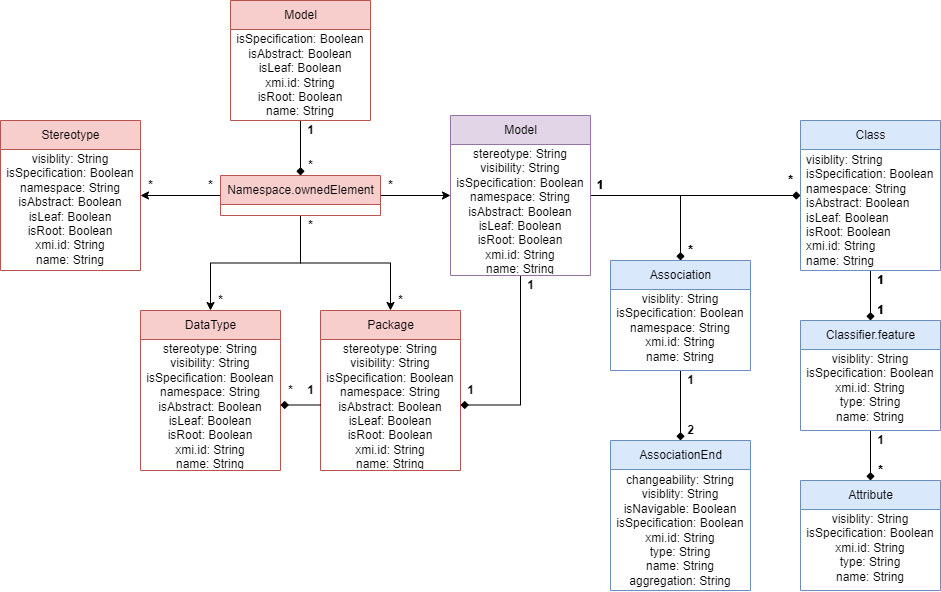 Model
isSpecification: Boolean
isAbstract: Boolean
isLeaf: Boolean
xmi.id: String
isRoot: Boolean
name: String
1
*
Namespace.ownedElement
*
*
*
*
Stereotype
visiblity: String
isSpecification: Boolean
namespace: String
isAbstract: Boolean
isLeaf: Boolean
isRoot: Boolean
xmi.id: String
name: String
Model
stereotype: String
visibility: String
isSpecification: Boolean
namespace: String
isAbstract: Boolean
isLeaf: Boolean
isRoot: Boolean
xmi.id: String
name: String
1
*
*
1
1
Class
visiblity: String
isSpecification: Boolean
namespace: String
isAbstract: Boolean
isLeaf: Boolean
isRoot: Boolean
xmi.id: String
name: String
1
1
*
*
DataType
stereotype: String
visibility: String
isSpecification: Boolean
namespace: String
isAbstract: Boolean
isLeaf: Boolean
isRoot: Boolean
xmi.id: String
name: String
*
1
Package
stereotype: String
visibility: String
isSpecification: Boolean
namespace: String
isAbstract: Boolean
isLeaf: Boolean
isRoot: Boolean
xmi.id: String
name: String
Association
visiblity: String
isSpecification: Boolean
namespace: String
xmi.id: String
name: String
1
2
Classifier.feature
visiblity: String
isSpecification: Boolean
xmi.id: String
type: String
name: String
1
*
AssociationEnd
changeability: String
visiblity: String
isNavigable: Boolean
isSpecification: Boolean
xmi.id: String
type: String
name: String
aggregation: String
Attribute
visiblity: String
isSpecification: Boolean
xmi.id: String
type: String
name: String